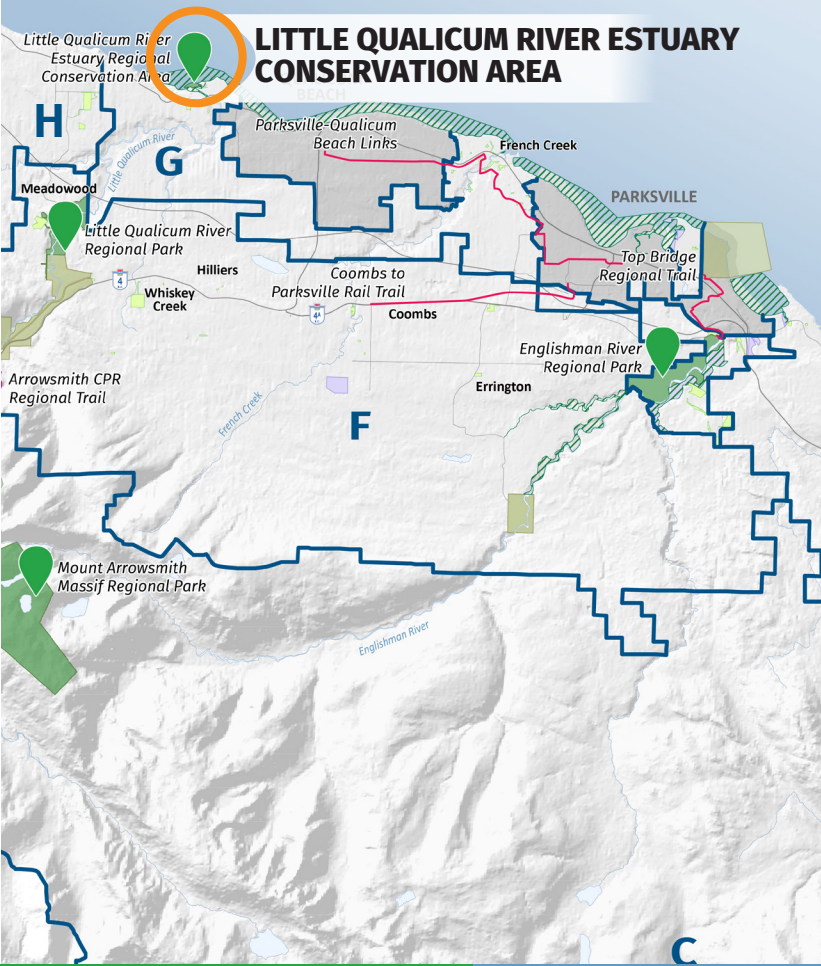 LITTLE QUALICUM RIVER ESTUARY
CONSERVATION AREA
Little Qualicum River
Estuary Regional
Conservation Area
BEACH
H
Parksville-Qualicum
Beach Links
French Creek
Little Qualicum River
G
Meadowood
PARKSVILLE
Little Qualicum River
Regional Park
Top Bridge
Regional Trail
Hilliers
4
Coombs to
Parksville Rail Trail
Whiskey
Creek
4A
Coombs
Englishman River
Regional Park
Arrowsmith CPR
Regional Trail
Errington
French Creek
F
Mount Arrowsmith
Massif Regional Park
Englishman River
C